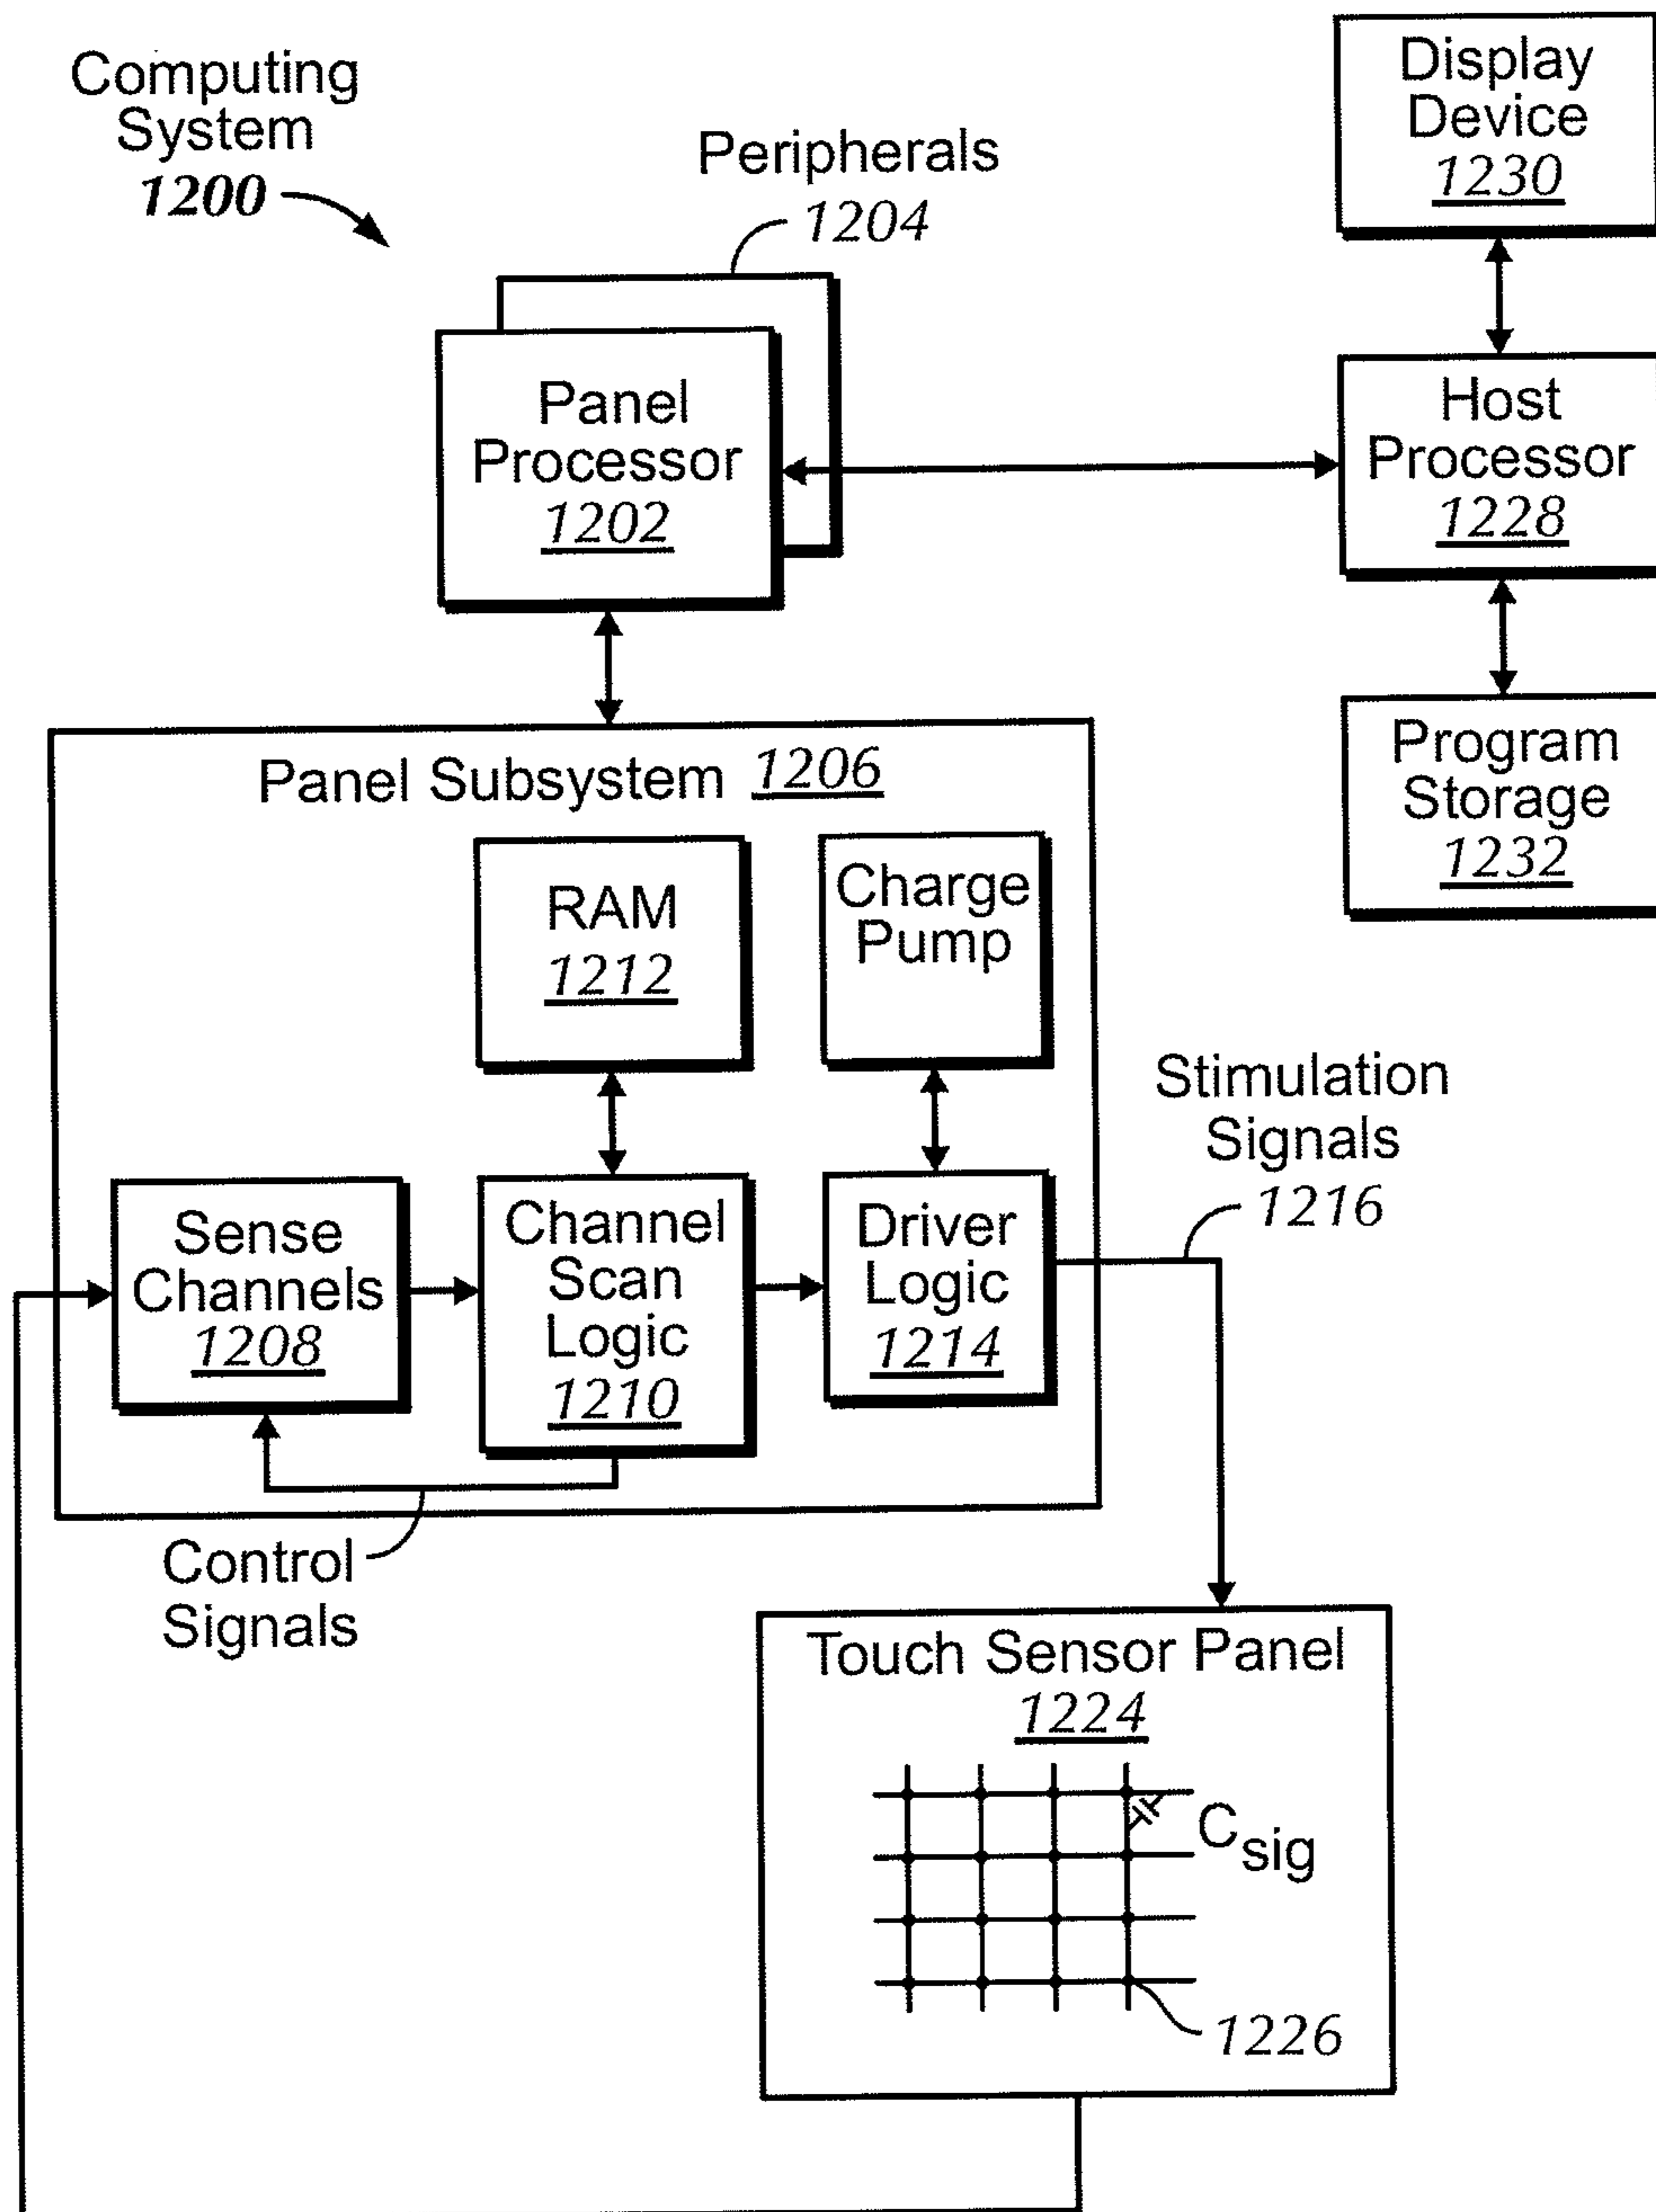 Computing
System
1200
Peripherals
1204
Display
Device
1230
Panel
Processor
1202
Host
Processor
1228
Program
Storage
1232
Panel Subsystem 1206
RAM
1212
Charge
Pump
Stimulation
Signals
1216
Sense
Channels
1208
Channel
Scan
Logic
1210
Driver
Logic
1214
Control
Signals
Touch Sensor Panel
1224
Csig
1226